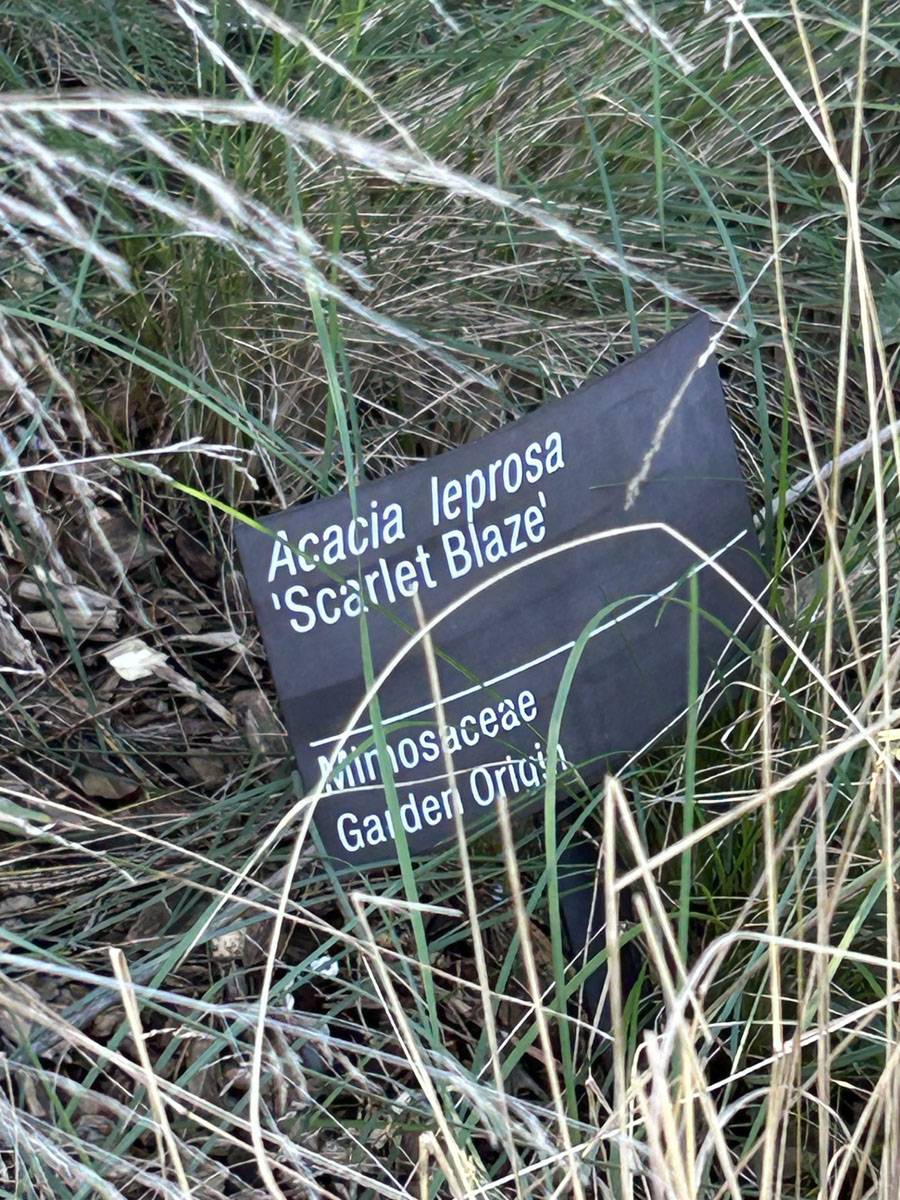 Acacia leprosa
'Scarlet Blaze'
Mimosaceae
Garden Origin